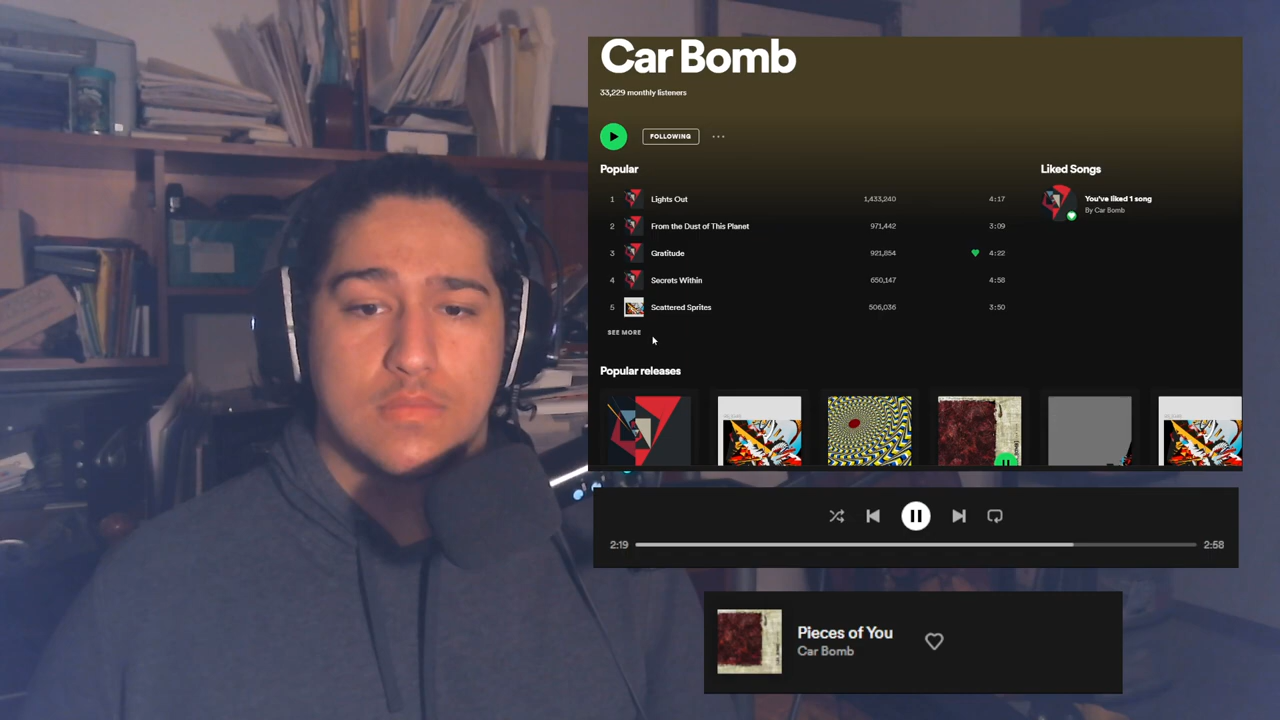 Car Bomb
33,229 monthly listeners
FOLLOWING
Popular
Liked Songs
1 Lights Out 1,433,240 4:17
You've liked 1 song
By Car Bomb
2 From the Dust of This Planet 971,442 3:09
3 Gratitude 921,854 4:22
4 Secrets Within 650,147 4:58
5 Scattered Sprites 506,036 3:50
SEE MORE
Popular releases
2:19 2:58
Pieces of You
Car Bomb